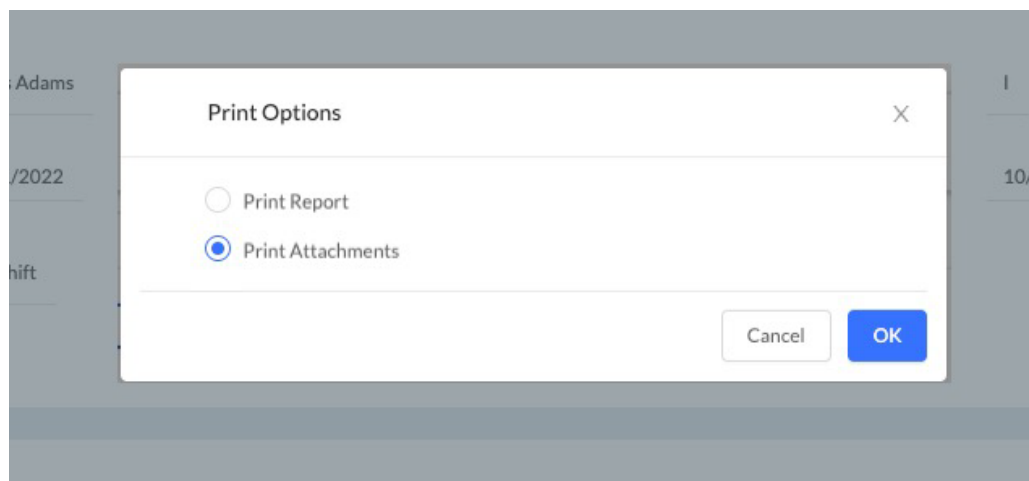 Adams
I
Print Options
X
/2022
10/
Print Report
Print Attachments
hift
Cancel
OK